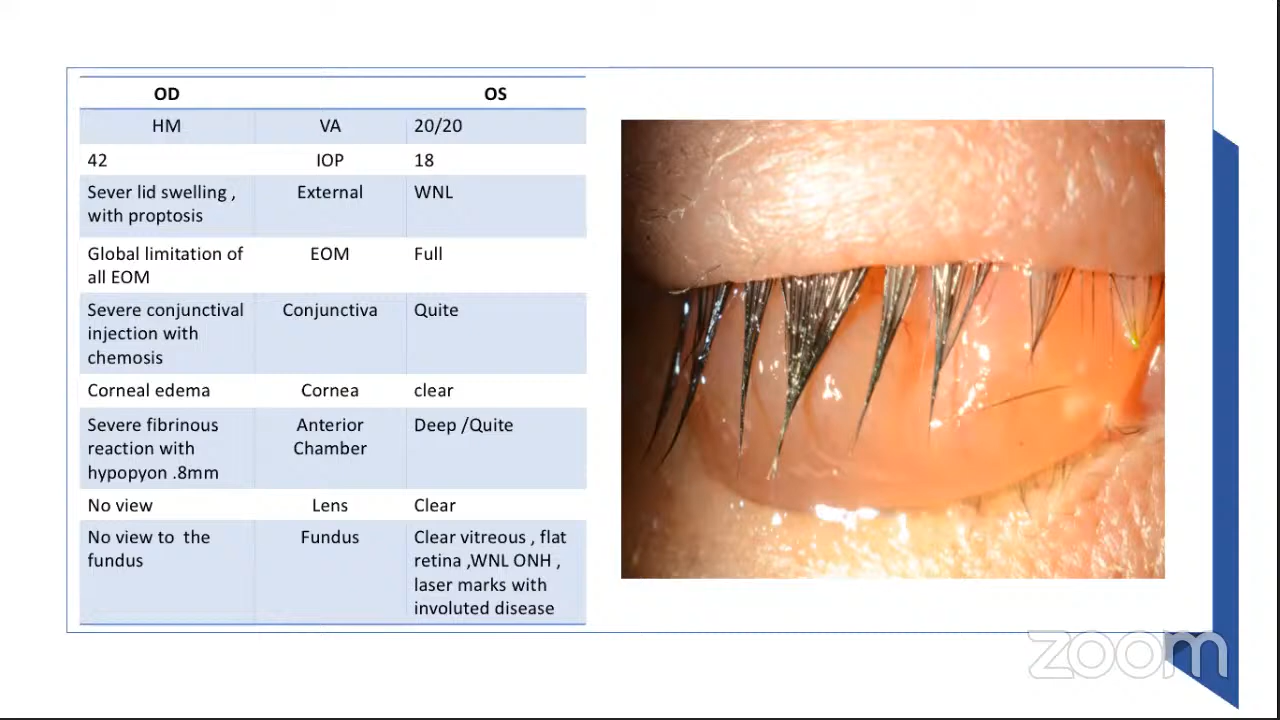 OD OS
HM VA 20/20
42 IOP 18
Sever lid swelling , External WNL
with proptosis
Global limitation of EOM Full
all EOM
Severe conjunctival Conjunctiva Quite
injection with
chemosis
Corneal edema Cornea clear
Severe fibrinous Anterior Deep /Quite
reaction with Chamber
hypopyon .8mm
No view Lens Clear
No view to the Fundus Clear vitreous , flat
fundus retina ,WNL ONH ,
laser marks with
involuted disease
zoom